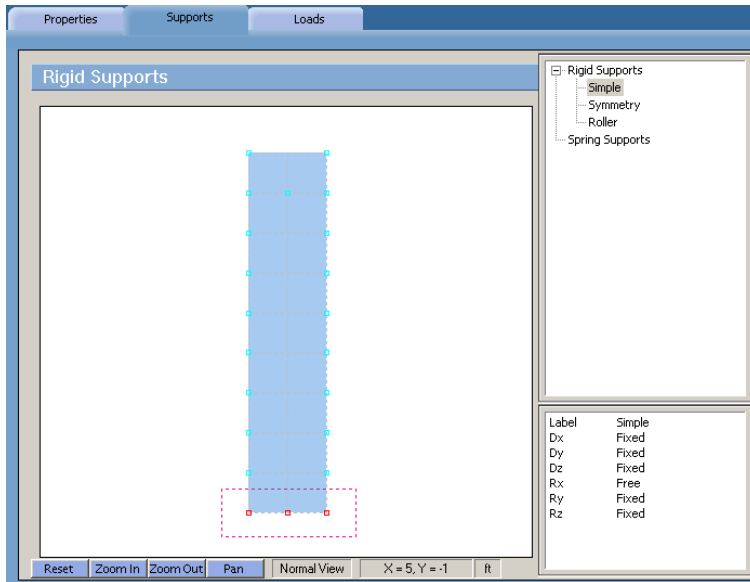 Properties Supports Loads
Rigid Supports
Rigid Supports
Simple
Symmetry
Roller
Spring Supports
Label Simple
Dx Fixed
Dy Fixed
Dz Fixed
Rx Free
Ry Fixed
Rz Fixed
Reset Zoom In Zoom Out Pan Normal View X = 5, Y = -1 ft